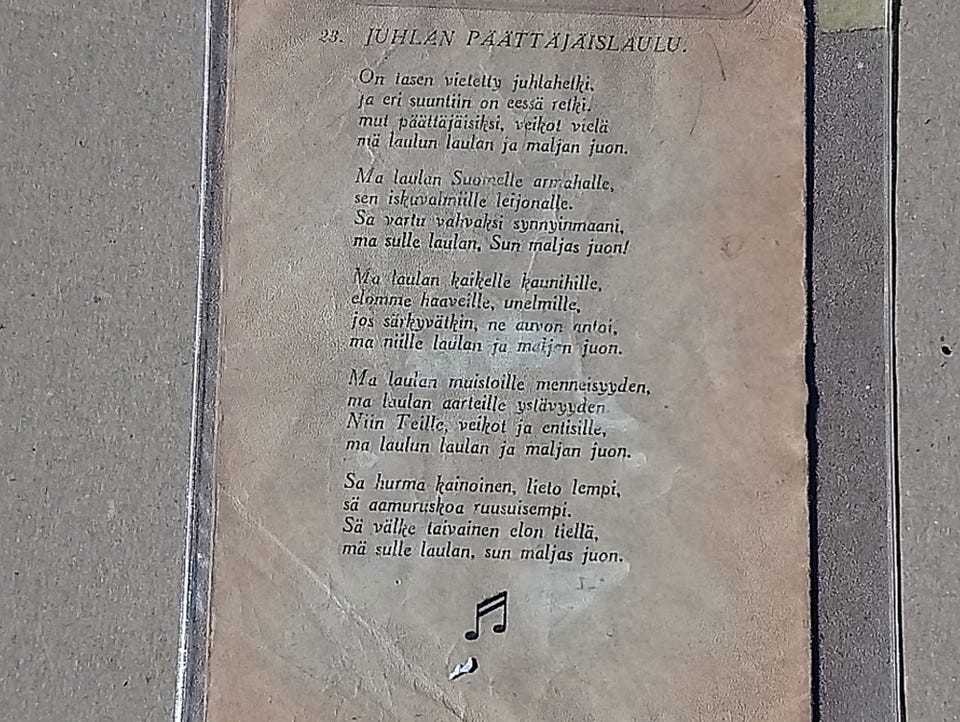 23. JUHLAN PÄÄTTÄJÄISLAULU.
On tasen vietetty juhlahetki,
ja eri suuntiin on eessä retki.
mut päättäjäisiksi, veikot vielä
mä laulun laulan ja maljan juon.
Ma laulan Suomelle armahalle,
sen iskuvalmiille leijonalle.
Sa vartu vahvaksi synnyinmaani,
ma sulle laulan, Sun maljas juon!
Ma laulan kaikelle kaunihille,
elomme haaveille, unelmille,
jos särkyvätkin, ne auvon antoi,
ma niille laulan ja maljan juon.
Ma laulan muistoille menneisyyden,
ma laulan aarteille ystävyyden
Niin Teille, veikot ja entisille,
ma laulun laulan ja maljan juon.
Sa hurma kainoinen, lieto lempi,
sä aamuruskoa ruusuisempi.
Sä välke taivainen elon tiellä,
mä sulle laulan, sun maljas juon.